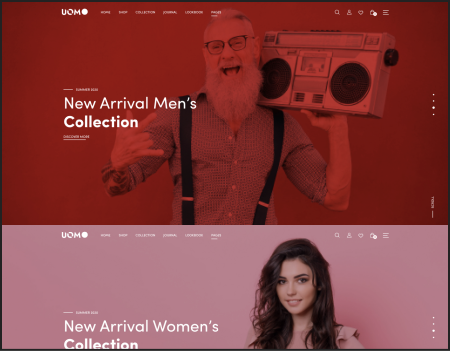 UOMO HOME SHOP COLLECTION JOURNAL LOOKBOOK PAGES
SUMMER 2020
New Arrival Men's
Collection
DISCOVER MORE
SCROLL
UOMO HOME SHOP COLLECTION JOURNAL LOOKBOOK PAGES
SUMMER 2020
New Arrival Women's
Collection